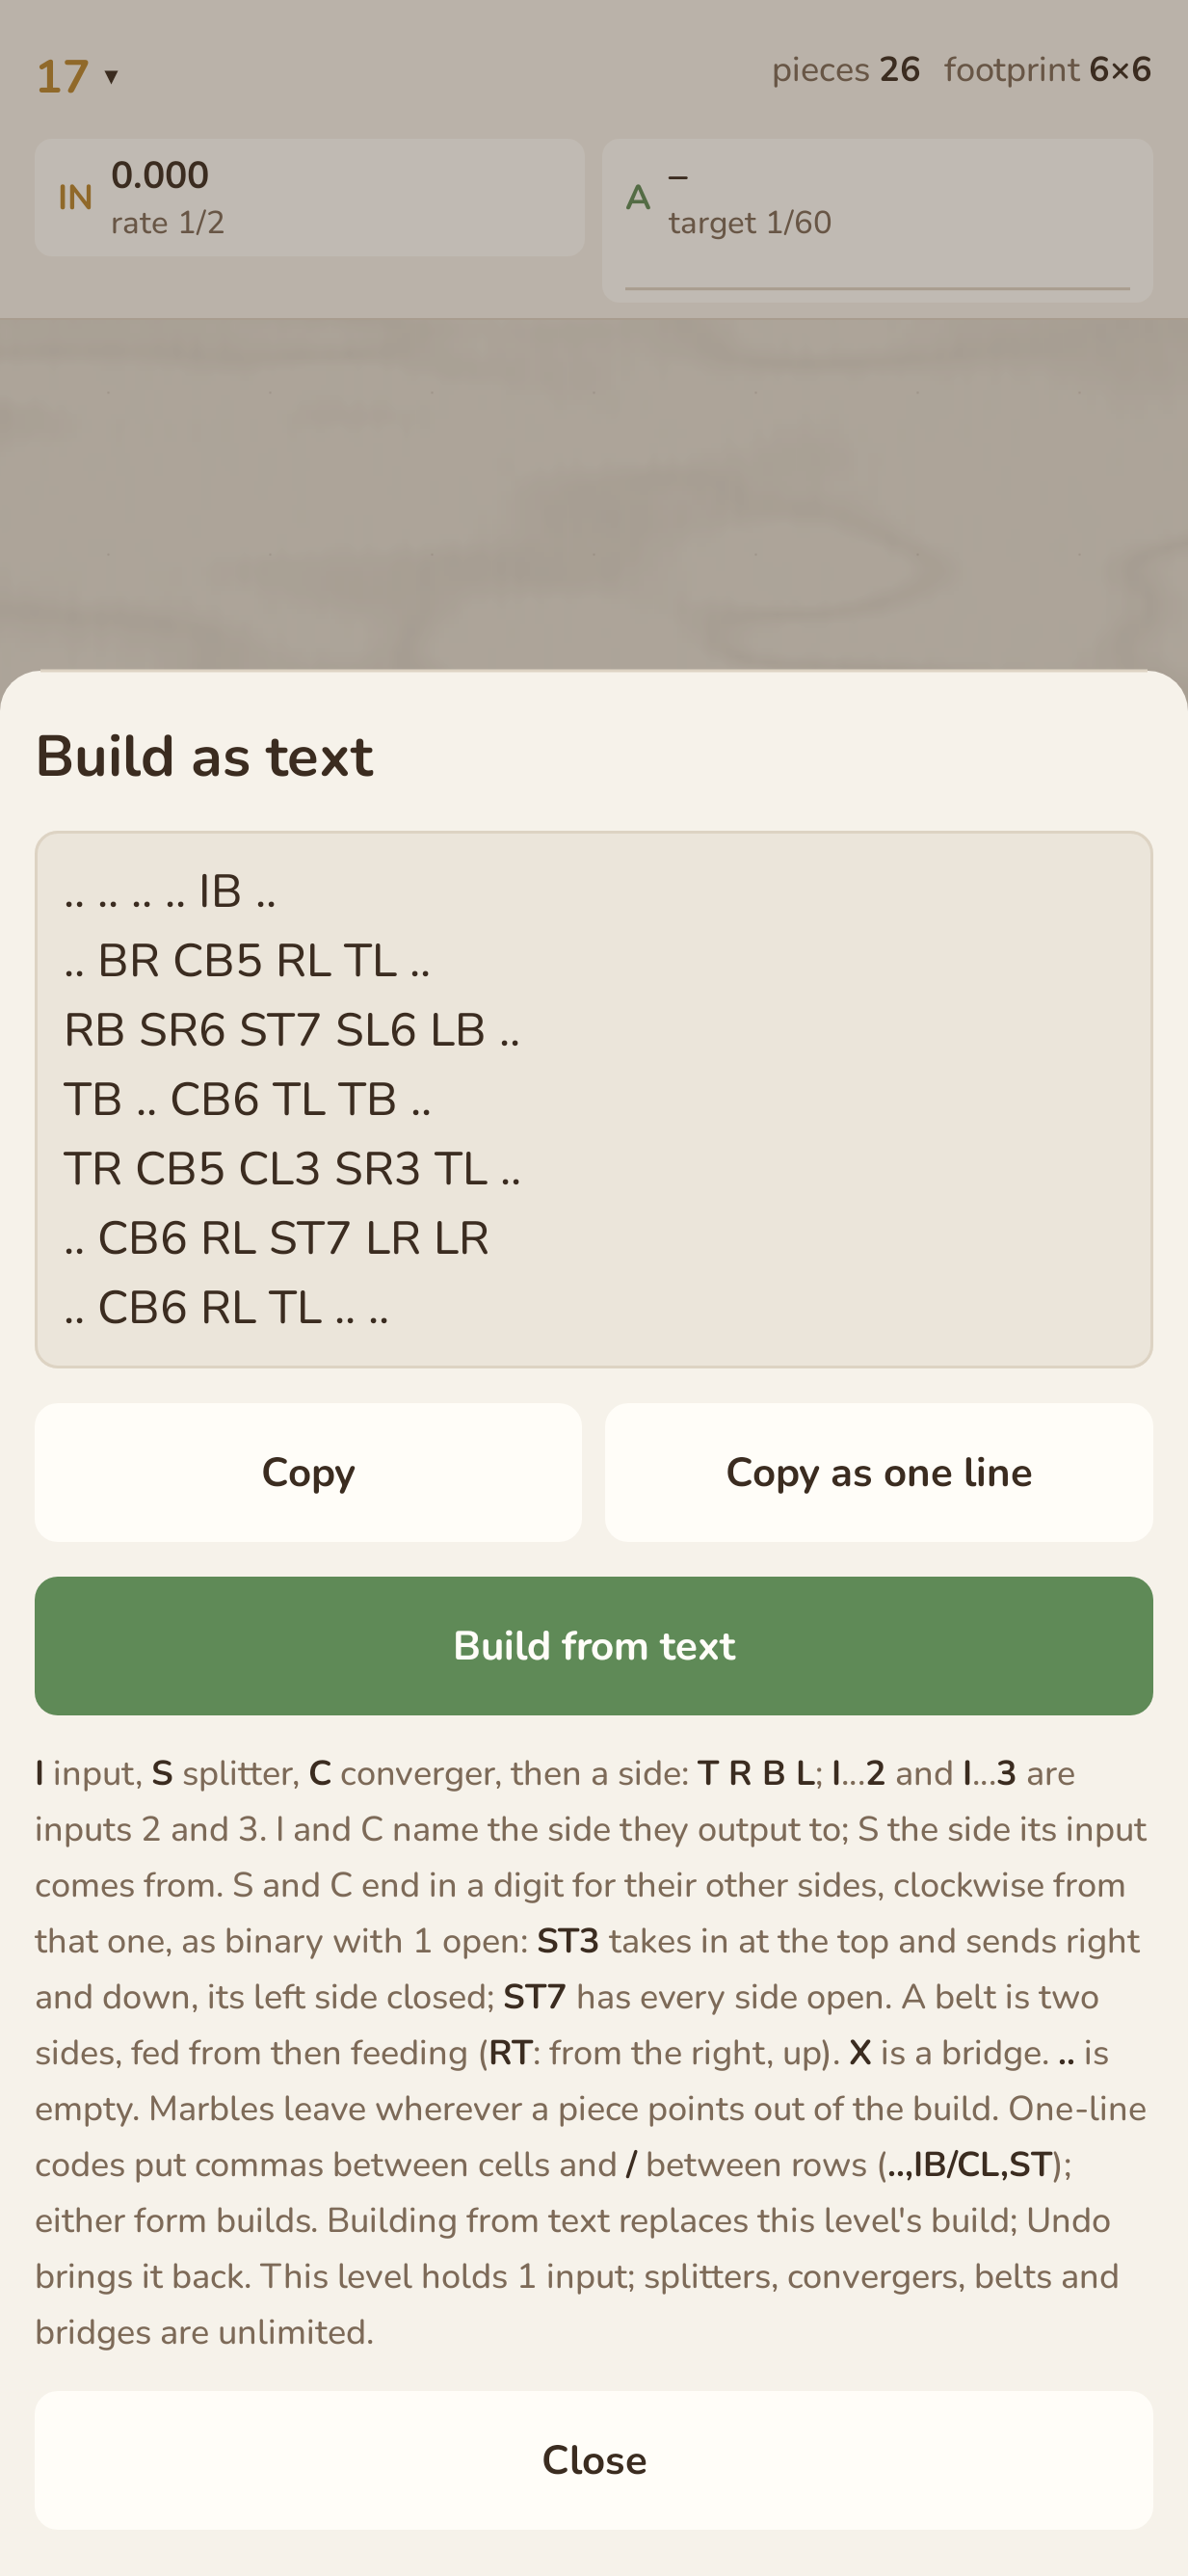 17 ▼
pieces 26 footprint 6×6
IN 0.000
rate 1/2
A –
target 1/60
Build as text
.. .. .. .. IB ..
.. BR CB5 RL TL ..
RB SR6 ST7 SL6 LB ..
TB .. CB6 TL TB ..
TR CB5 CL3 SR3 TL ..
.. CB6 RL ST7 LR LR
.. CB6 RL TL .. ..
Copy
Copy as one line
Build from text
I input, S splitter, C converger, then a side: T R B L; I...2 and I...3 are
inputs 2 and 3. I and C name the side they output to; S the side its input
comes from. S and C end in a digit for their other sides, clockwise from
that one, as binary with 1 open: ST3 takes in at the top and sends right
and down, its left side closed; ST7 has every side open. A belt is two
sides, fed from then feeding (RT: from the right, up). X is a bridge. .. is
empty. Marbles leave wherever a piece points out of the build. One-line
codes put commas between cells and / between rows (..,IB/CL,ST);
either form builds. Building from text replaces this level's build; Undo
brings it back. This level holds 1 input; splitters, convergers, belts and
bridges are unlimited.
Close